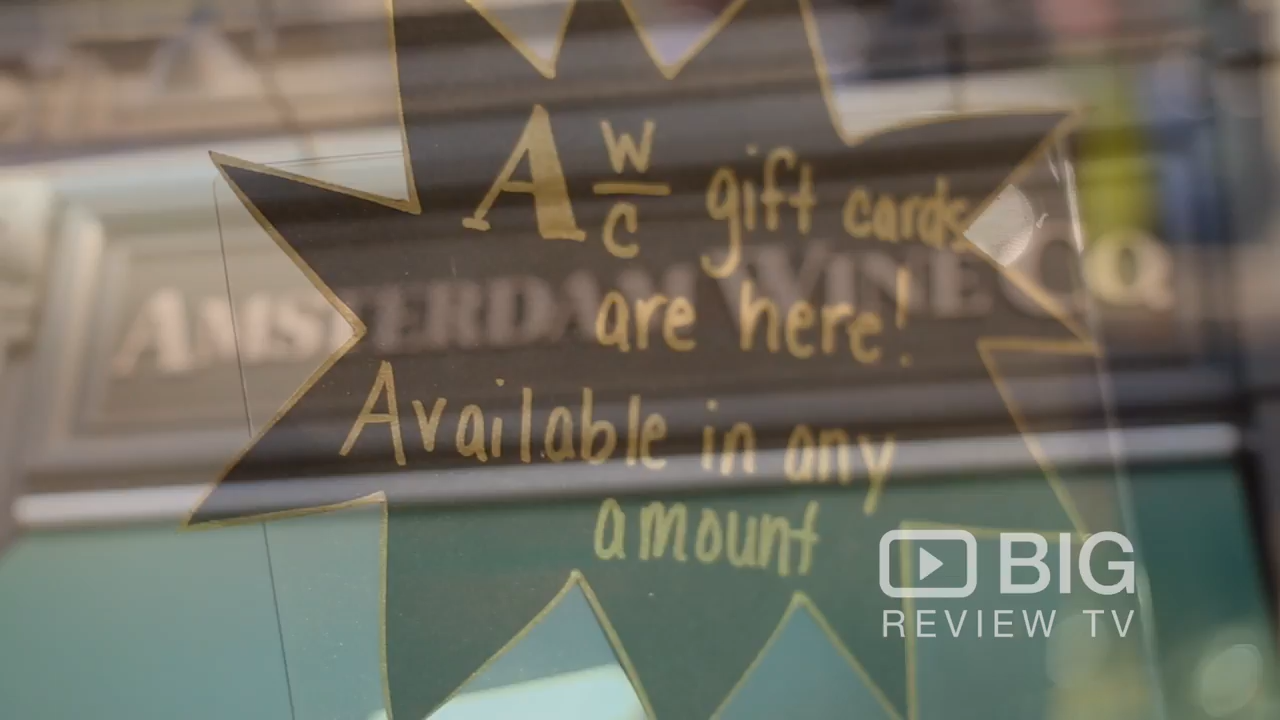 A W/C gift cards
AMSTERDAM WINE CO
are here!
Available in any
amount
BIG
REVIEW TV